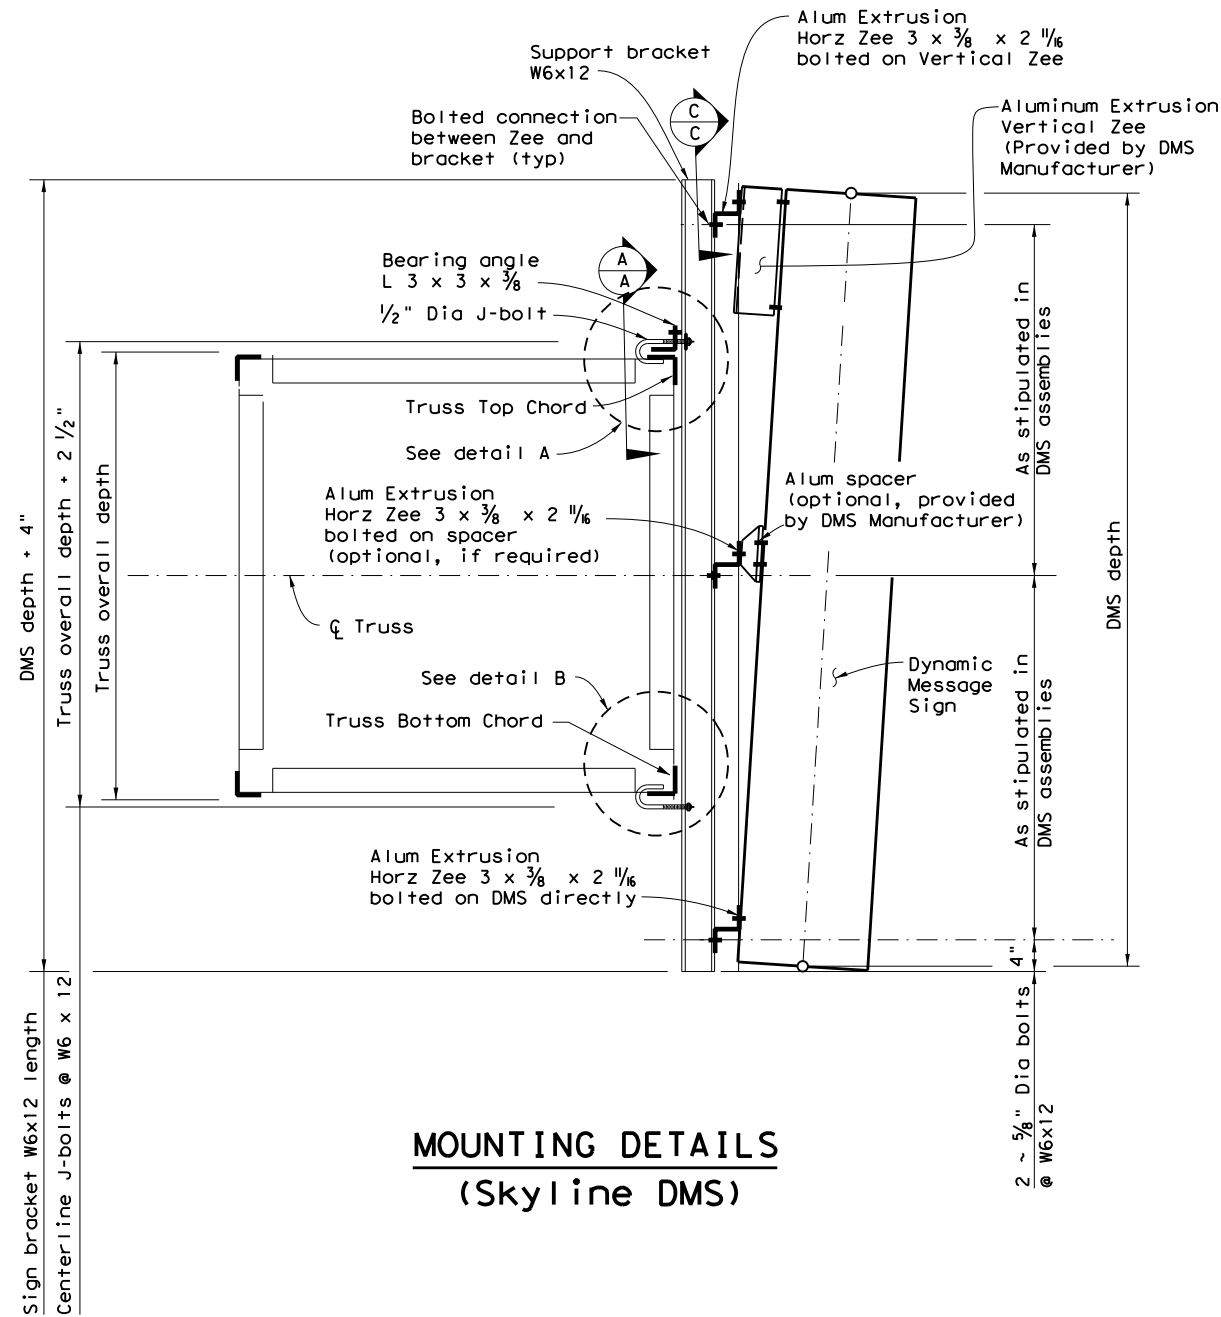 Alum Extrusion
Horz Zee 3 x 3/8 x 2 11/16
bolted on Vertical Zee
Support bracket
W6x12
C
C
Aluminum Extrusion
Vertical Zee
(Provided by DMS
Manufacturer)
Bolted connection
between Zee and
bracket (typ)
A
A
Bearing angle
L 3 x 3 x 3/8
1/2" Dia J-bolt
Truss Top Chord
See detail A
Alum Extrusion
Horz Zee 3 x 3/8 x 2 11/16
bolted on spacer
(optional, if required)
Alum spacer
(optional, provided
by DMS Manufacturer)
℄ Truss
See detail B
Truss Bottom Chord
Dynamic
Message
Sign
Alum Extrusion
Horz Zee 3 x 3/8 x 2 11/16
bolted on DMS directly
DMS depth + 4"
Truss overall depth + 2 1/2"
Truss overall depth
As stipulated in
DMS assemblies
DMS depth
As stipulated in
DMS assemblies
4"
2 ~ 5/8" Dia bolts
@ W6x12
Sign bracket W6x12 length
Centerline J-bolts @ W6 x 12
MOUNTING DETAILS
(Skyline DMS)